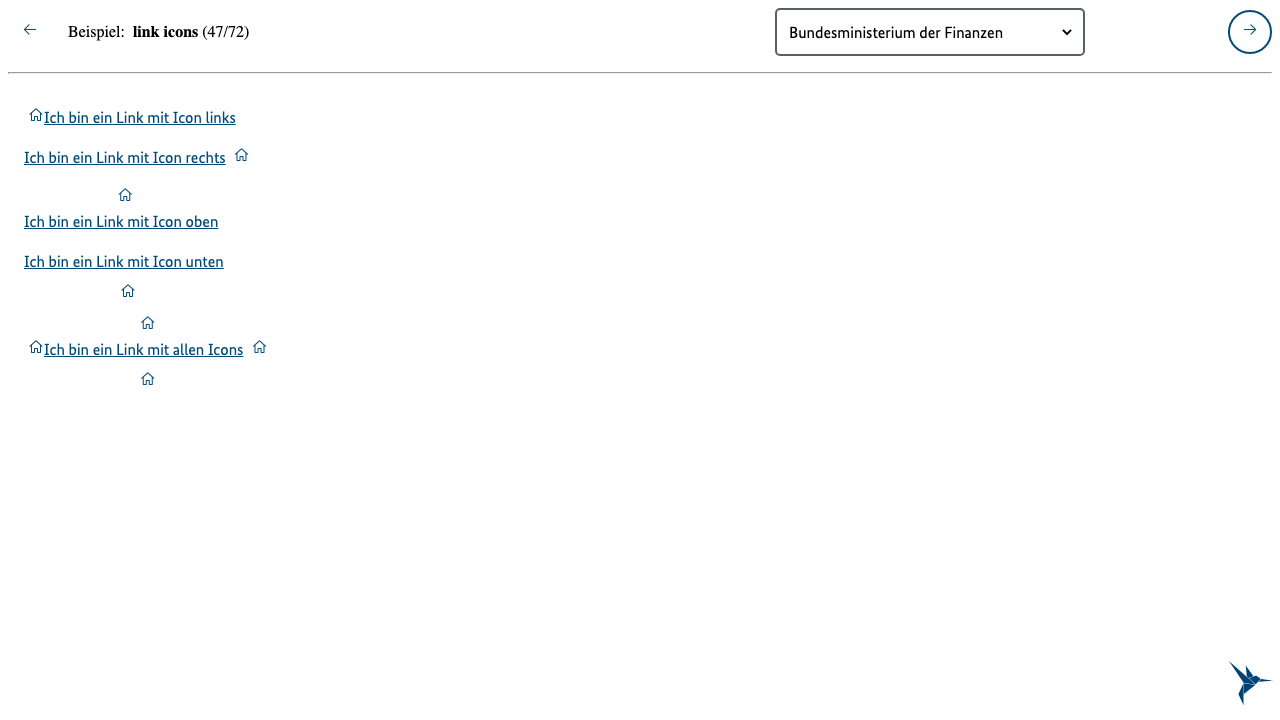 Beispiel: link icons (47/72)
Bundesministerium der Finanzen
Ich bin ein Link mit Icon links
Ich bin ein Link mit Icon rechts
Ich bin ein Link mit Icon oben
Ich bin ein Link mit Icon unten
Ich bin ein Link mit allen Icons